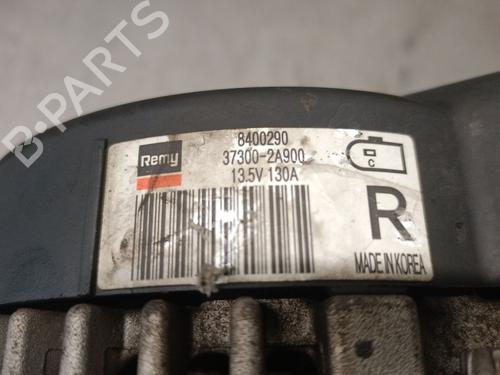 B-PARTS
Remy
8400290
37300-2A900
13.5V 130A
C
R
MADE IN KOREA